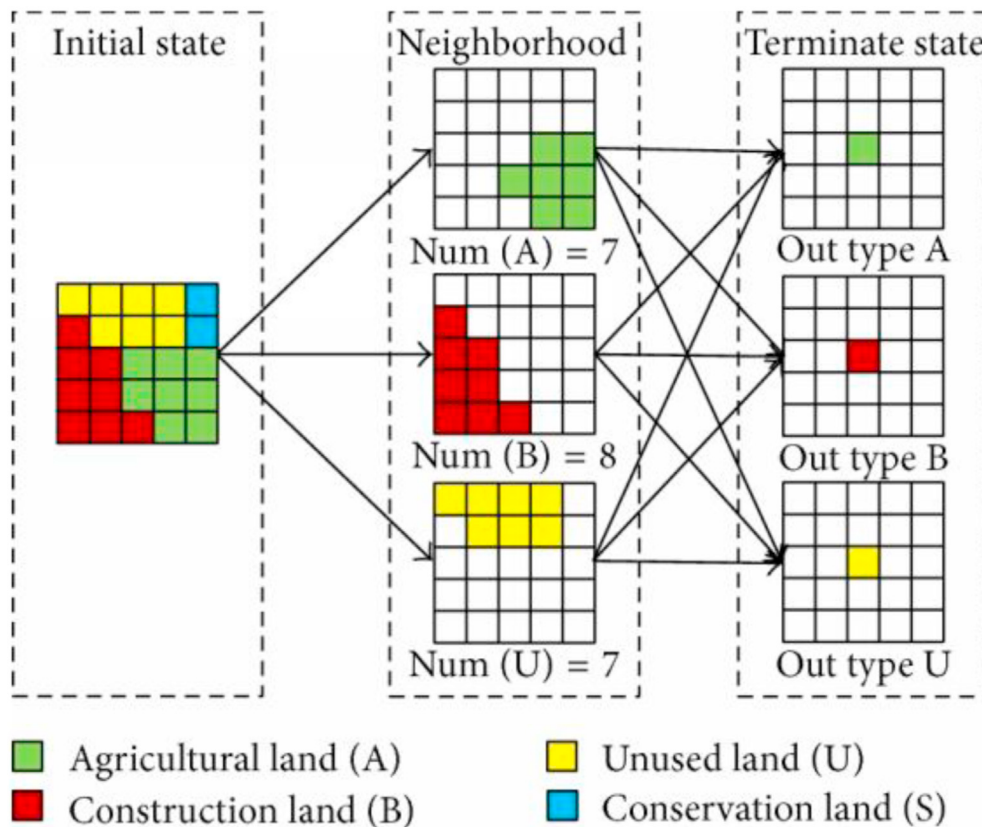 Initial state
Neighborhood
Terminate state
Num (A) = 7
Out type A
Num (B) = 8
Out type B
Num (U) = 7
Out type U
Agricultural land (A)
Unused land (U)
Construction land (B)
Conservation land (S)